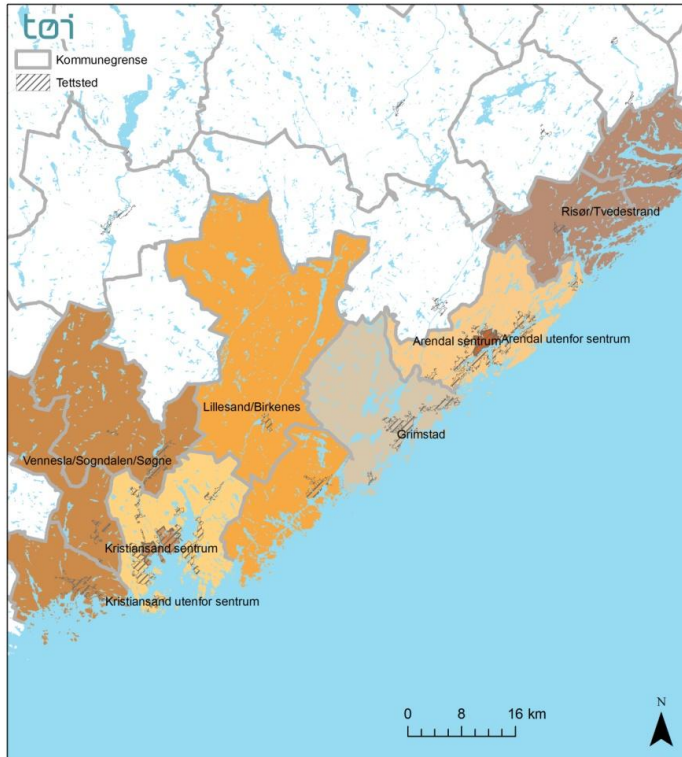 tøi
Kommunegrense
Tettsted
Risør/Tvedestrand
Arendal sentrum
Arendal utenfor sentrum
Lillesand/Birkenes
Grimstad
Vennesla/Sogndalen/Søgne
Kristiansand sentrum
Kristiansand utenfor sentrum
N
0 8 16 km